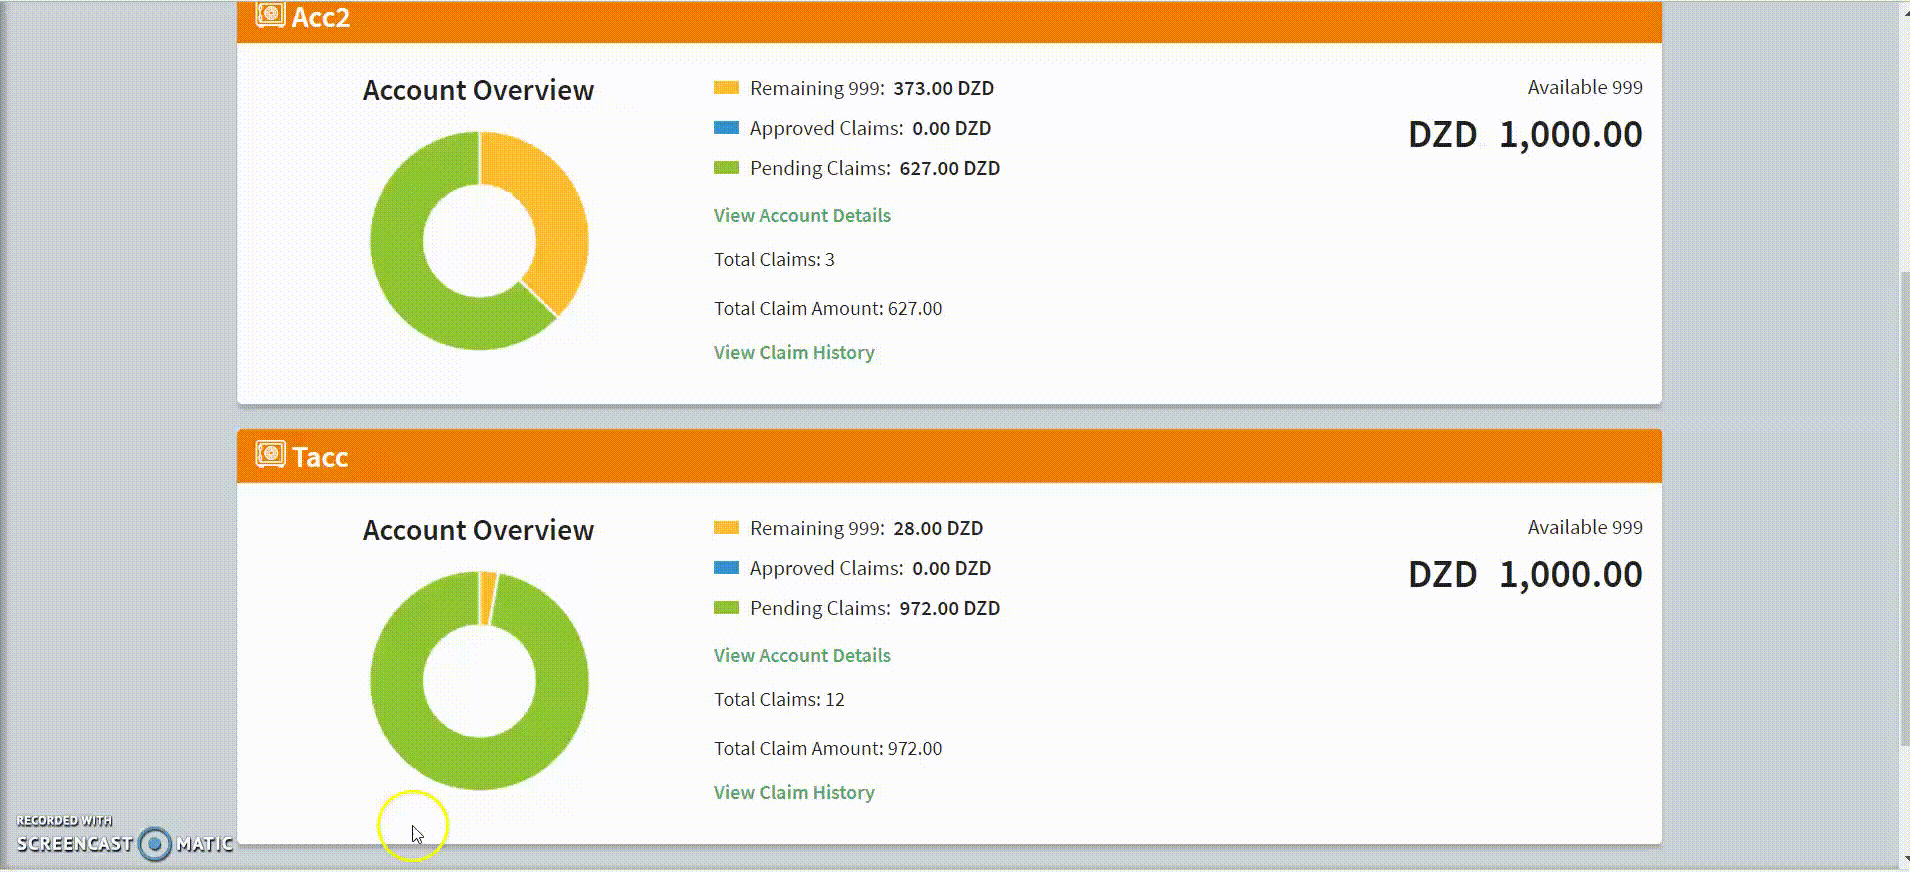 Acc2
Account Overview
Remaining 999: 373.00 DZD
Approved Claims: 0.00 DZD
Pending Claims: 627.00 DZD
View Account Details
Total Claims: 3
Total Claim Amount: 627.00
View Claim History
Available 999
DZD 1,000.00
Tacc
Account Overview
Remaining 999: 28.00 DZD
Approved Claims: 0.00 DZD
Pending Claims: 972.00 DZD
View Account Details
Total Claims: 12
Total Claim Amount: 972.00
View Claim History
Available 999
DZD 1,000.00
RECORDED WITH
SCREENCAST MATIC